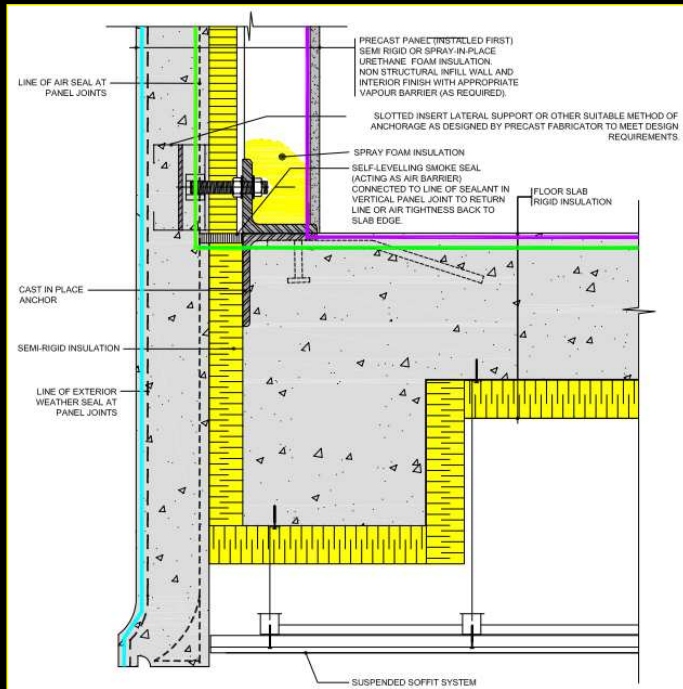 PRECAST PANEL (INSTALLED FIRST)
SEMI RIGID OR SPRAY-IN-PLACE
URETHANE FOAM INSULATION.
NON STRUCTURAL INFILL WALL AND
INTERIOR FINISH WITH APPROPRIATE
VAPOUR BARRIER (AS REQUIRED).
LINE OF AIR SEAL AT
PANEL JOINTS
SLOTTED INSERT LATERAL SUPPORT OR OTHER SUITABLE METHOD OF
ANCHORAGE AS DESIGNED BY PRECAST FABRICATOR TO MEET DESIGN
REQUIREMENTS.
SPRAY FOAM INSULATION
SELF-LEVELLING SMOKE SEAL
(ACTING AS AIR BARRIER)
CONNECTED TO LINE OF SEALANT IN
VERTICAL PANEL JOINT TO RETURN
LINE OR AIR TIGHTNESS BACK TO
SLAB EDGE.
FLOOR SLAB
RIGID INSULATION
CAST IN PLACE
ANCHOR
SEMI-RIGID INSULATION
LINE OF EXTERIOR
WEATHER SEAL AT
PANEL JOINTS
SUSPENDED SOFFIT SYSTEM